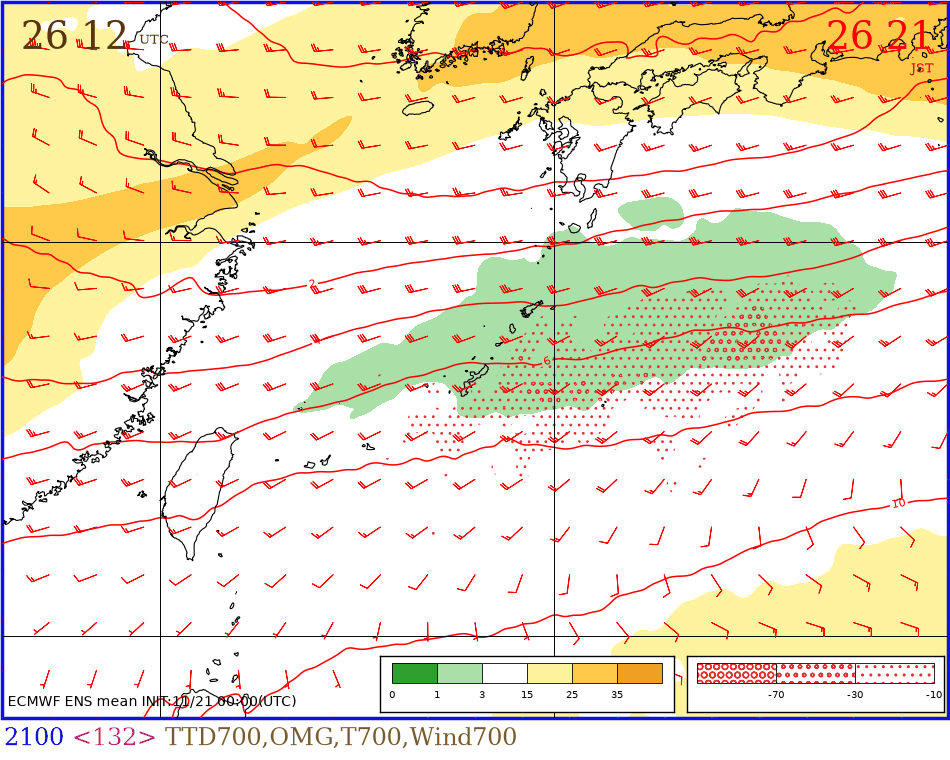 26 12 UTC
26 21
JST
2
6
10
0 1 3 15 25 35
-70 -30 -10
ECMWF ENS mean INIT:11/21 00:00(UTC)
2100 <132> TTD700,OMG,T700,Wind700